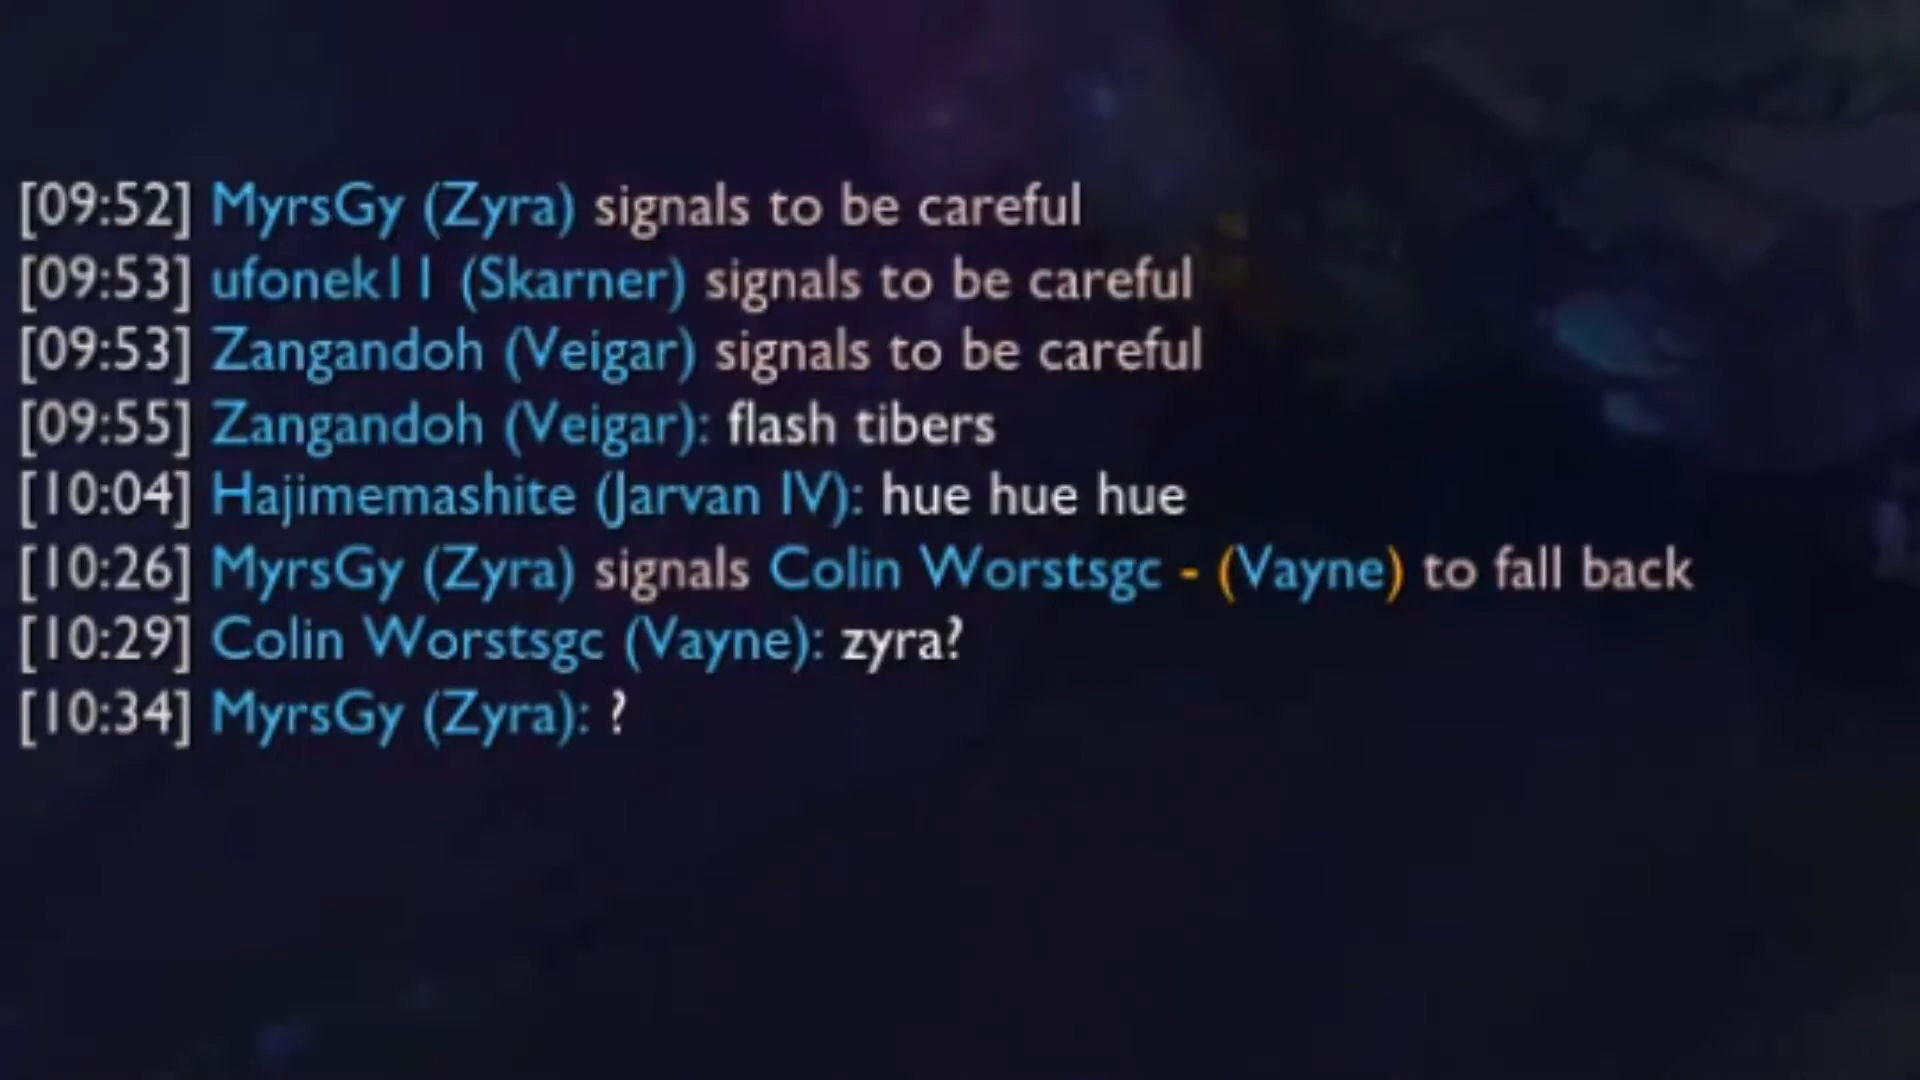 [09:52] MyrsGy (Zyra) signals to be careful
[09:53] ufonek11 (Skarner) signals to be careful
[09:53] Zangandoh (Veigar) signals to be careful
[09:55] Zangandoh (Veigar): flash tibers
[10:04] Hajimemashite (Jarvan IV): hue hue hue
[10:26] MyrsGy (Zyra) signals Colin Worstsgc - (Vayne) to fall back
[10:29] Colin Worstsgc (Vayne): zyra?
[10:34] MyrsGy (Zyra): ?